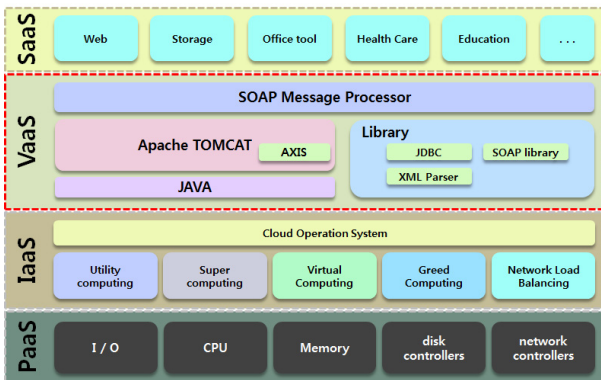 SaaS
Web
Storage
Office tool
Health Care
Education
. . .
VaaS
SOAP Message Processor
Apache TOMCAT
AXIS
JAVA
Library
JDBC
SOAP library
XML Parser
IaaS
Cloud Operation System
Utility
computing
Super
computing
Virtual
Computing
Greed
Computing
Network Load
Balancing
PaaS
I / O
CPU
Memory
disk
controllers
network
controllers